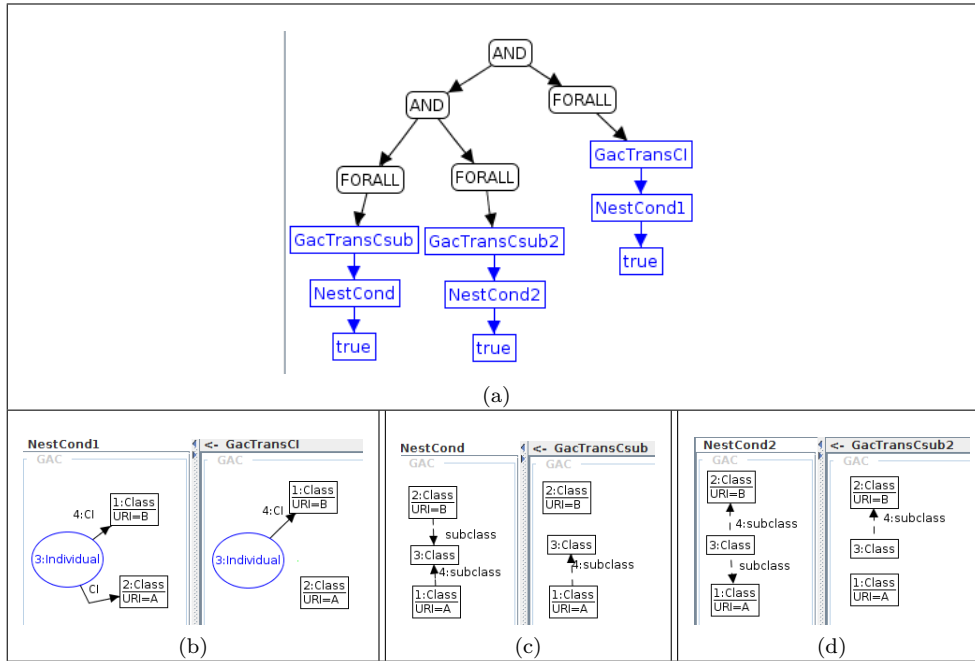 AND
AND
FORALL
FORALL
FORALL
GacTransCI
GacTransCsub
GacTransCsub2
NestCond1
NestCond
NestCond2
true
true
true
(a)
NestCond1
<- GacTransCI
GAC
GAC
1:Class
URI=B
4:CI
3:Individual
CI
2:Class
URI=A
1:Class
URI=B
4:CI
3:Individual
2:Class
URI=A
(b)
NestCond
<- GacTransCsub
GAC
GAC
2:Class
URI=B
subclass
3:Class
4:subclass
1:Class
URI=A
2:Class
URI=B
3:Class
4:subclass
1:Class
URI=A
(c)
NestCond2
<- GacTransCsub2
GAC
GAC
2:Class
URI=B
4:subclass
3:Class
subclass
1:Class
URI=A
2:Class
URI=B
4:subclass
3:Class
1:Class
URI=A
(d)